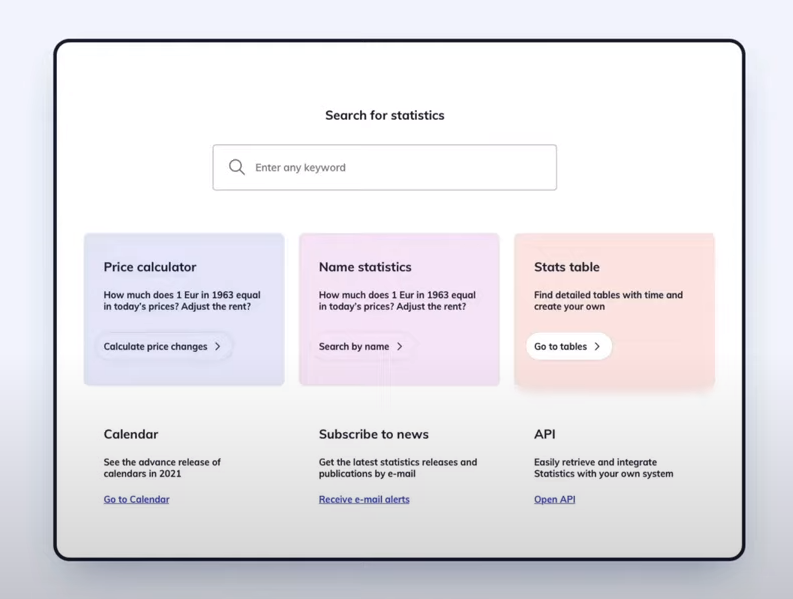 Search for statistics
Enter any keyword
Price calculator
How much does 1 Eur in 1963 equal
in today's prices? Adjust the rent?
Calculate price changes
Name statistics
How much does 1 Eur in 1963 equal
in today's prices? Adjust the rent?
Search by name
Stats table
Find detailed tables with time and
create your own
Go to tables
Calendar
See the advance release of
calendars in 2021
Go to Calendar
Subscribe to news
Get the latest statistics releases and
publications by e-mail
Receive e-mail alerts
API
Easily retrieve and integrate
Statistics with your own system
Open API